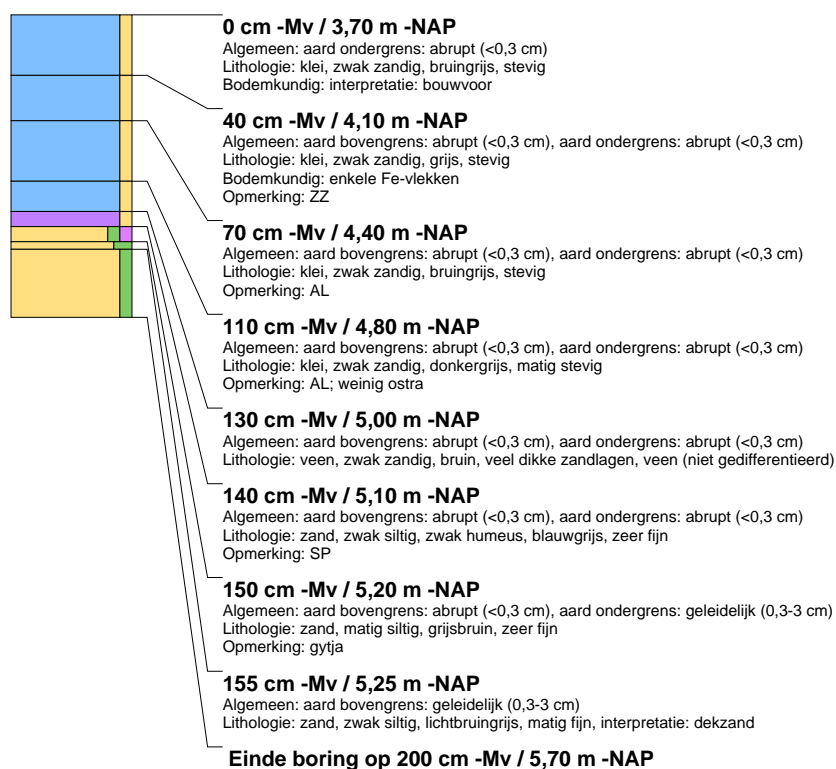 0 cm -Mv / 3,70 m -NAP
Algemeen: aard ondergrens: abrupt (<0,3 cm)
Lithologie: klei, zwak zandig, bruingrijs, stevig
Bodemkundig: interpretatie: bouwvoor
40 cm -Mv / 4,10 m -NAP
Algemeen: aard bovengrens: abrupt (<0,3 cm), aard ondergrens: abrupt (<0,3 cm)
Lithologie: klei, zwak zandig, grijs, stevig
Bodemkundig: enkele Fe-vlekken
Opmerking: ZZ
70 cm -Mv / 4,40 m -NAP
Algemeen: aard bovengrens: abrupt (<0,3 cm), aard ondergrens: abrupt (<0,3 cm)
Lithologie: klei, zwak zandig, bruingrijs, stevig
Opmerking: AL
110 cm -Mv / 4,80 m -NAP
Algemeen: aard bovengrens: abrupt (<0,3 cm), aard ondergrens: abrupt (<0,3 cm)
Lithologie: klei, zwak zandig, donkergrijs, matig stevig
Opmerking: AL; weinig ostra
130 cm -Mv / 5,00 m -NAP
Algemeen: aard bovengrens: abrupt (<0,3 cm), aard ondergrens: abrupt (<0,3 cm)
Lithologie: veen, zwak zandig, bruin, veel dikke zandlagen, veen (niet gedifferentieerd)
140 cm -Mv / 5,10 m -NAP
Algemeen: aard bovengrens: abrupt (<0,3 cm), aard ondergrens: abrupt (<0,3 cm)
Lithologie: zand, zwak siltig, zwak humeus, blauwgrijs, zeer fijn
Opmerking: SP
150 cm -Mv / 5,20 m -NAP
Algemeen: aard bovengrens: abrupt (<0,3 cm), aard ondergrens: geleidelijk (0,3-3 cm)
Lithologie: zand, matig siltig, grijsbruin, zeer fijn
Opmerking: gytja
155 cm -Mv / 5,25 m -NAP
Algemeen: aard bovengrens: geleidelijk (0,3-3 cm)
Lithologie: zand, zwak siltig, lichtbruingrijs, matig fijn, interpretatie: dekzand
Einde boring op 200 cm -Mv / 5,70 m -NAP